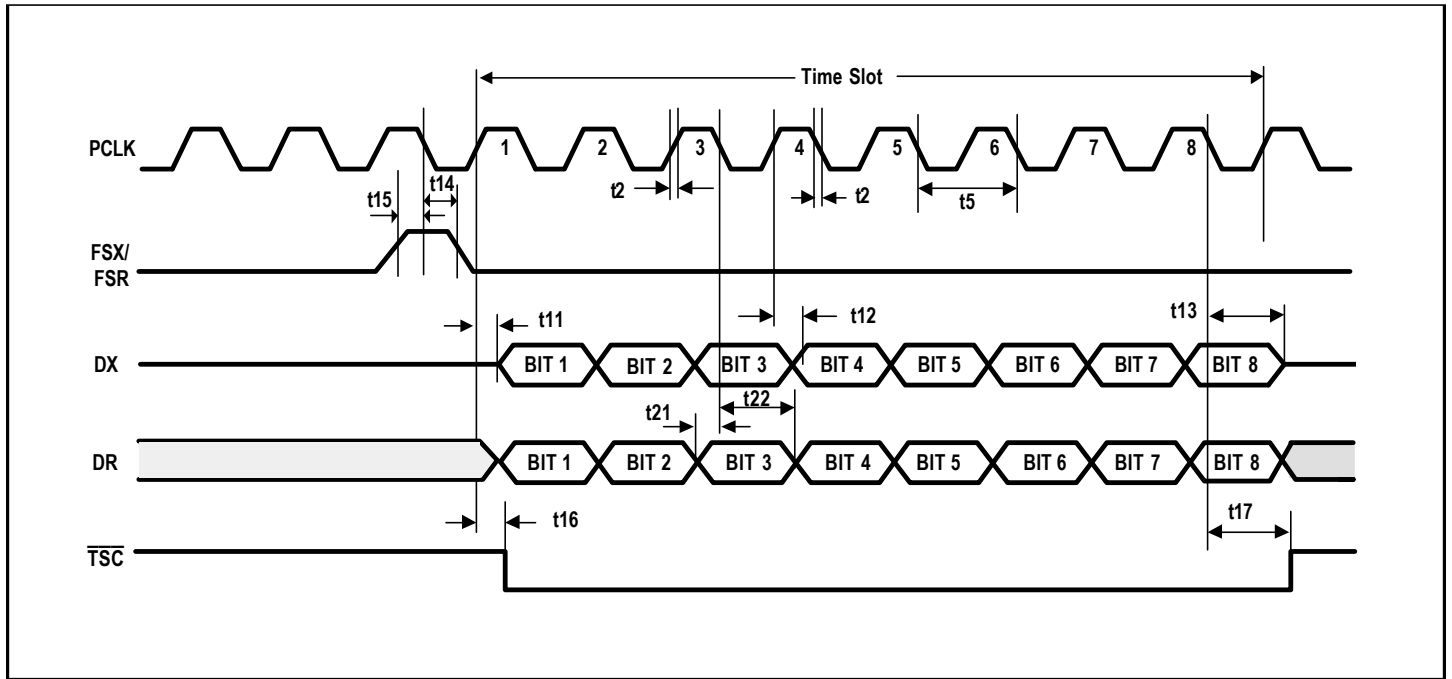 Time Slot
PCLK
1 2 3 4 5 6 7 8
t2
t2
t5
t15
t14
FSX/
FSR
t11
t12
t13
DX
BIT 1 BIT 2 BIT 3 BIT 4 BIT 5 BIT 6 BIT 7 BIT 8
t21
t22
DR
BIT 1 BIT 2 BIT 3 BIT 4 BIT 5 BIT 6 BIT 7 BIT 8
t16
t17
TSC